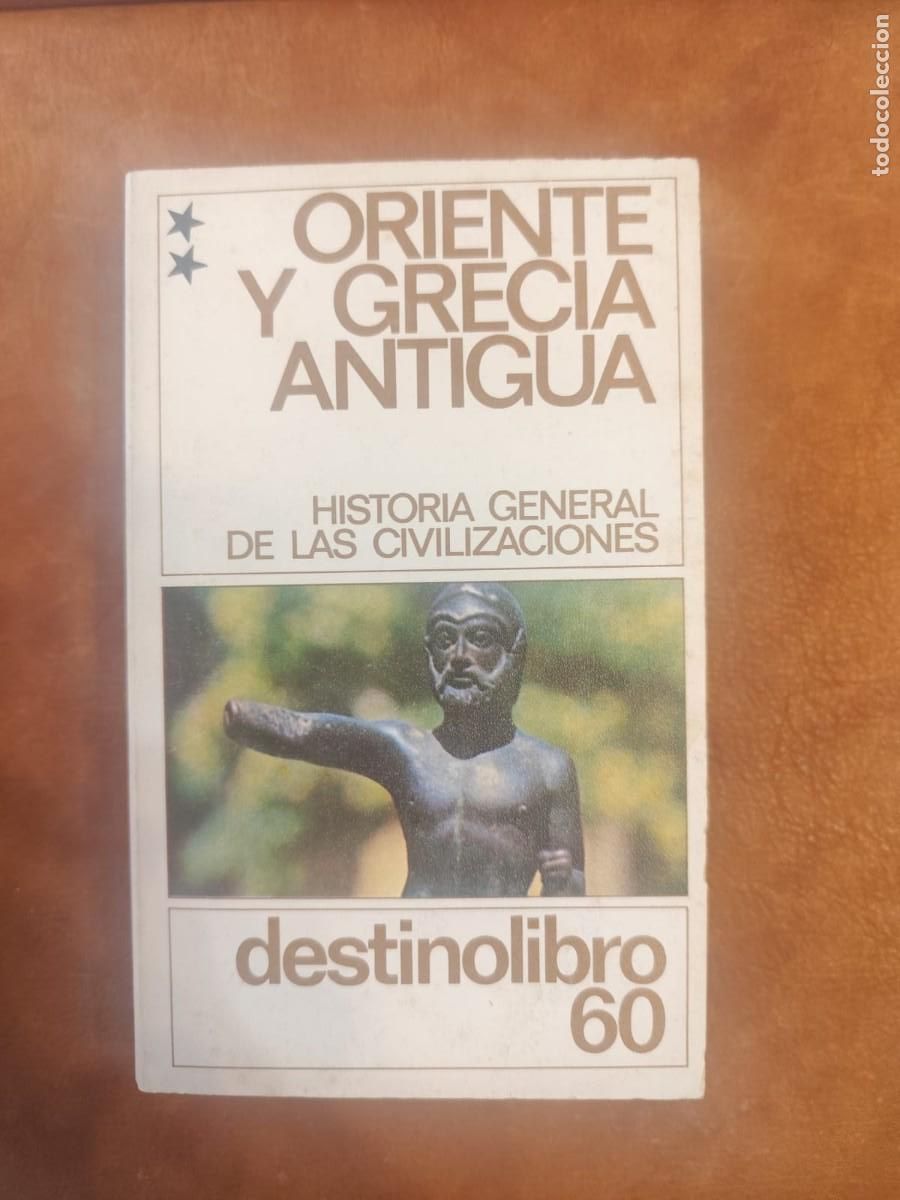 ORIENTE
Y GRECIA
ANTIGUA
HISTORIA GENERAL
DE LAS CIVILIZACIONES
destinolibro
60
todocoleccion